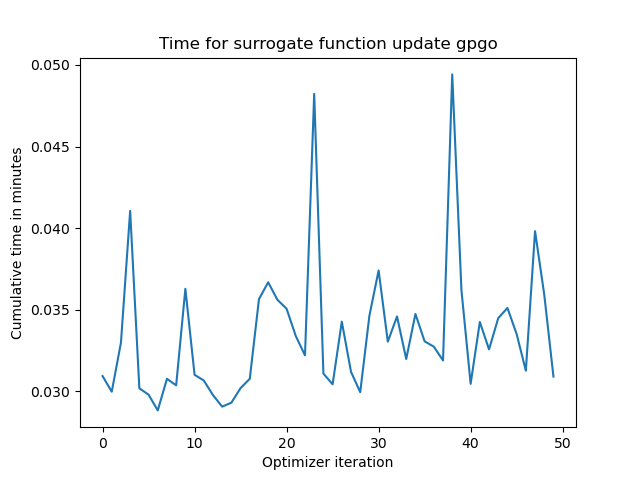 Time for surrogate function update gpgo
0.050
0.045
0.040
0.035
0.030
Cumulative time in minutes
0 10 20 30 40 50
Optimizer iteration